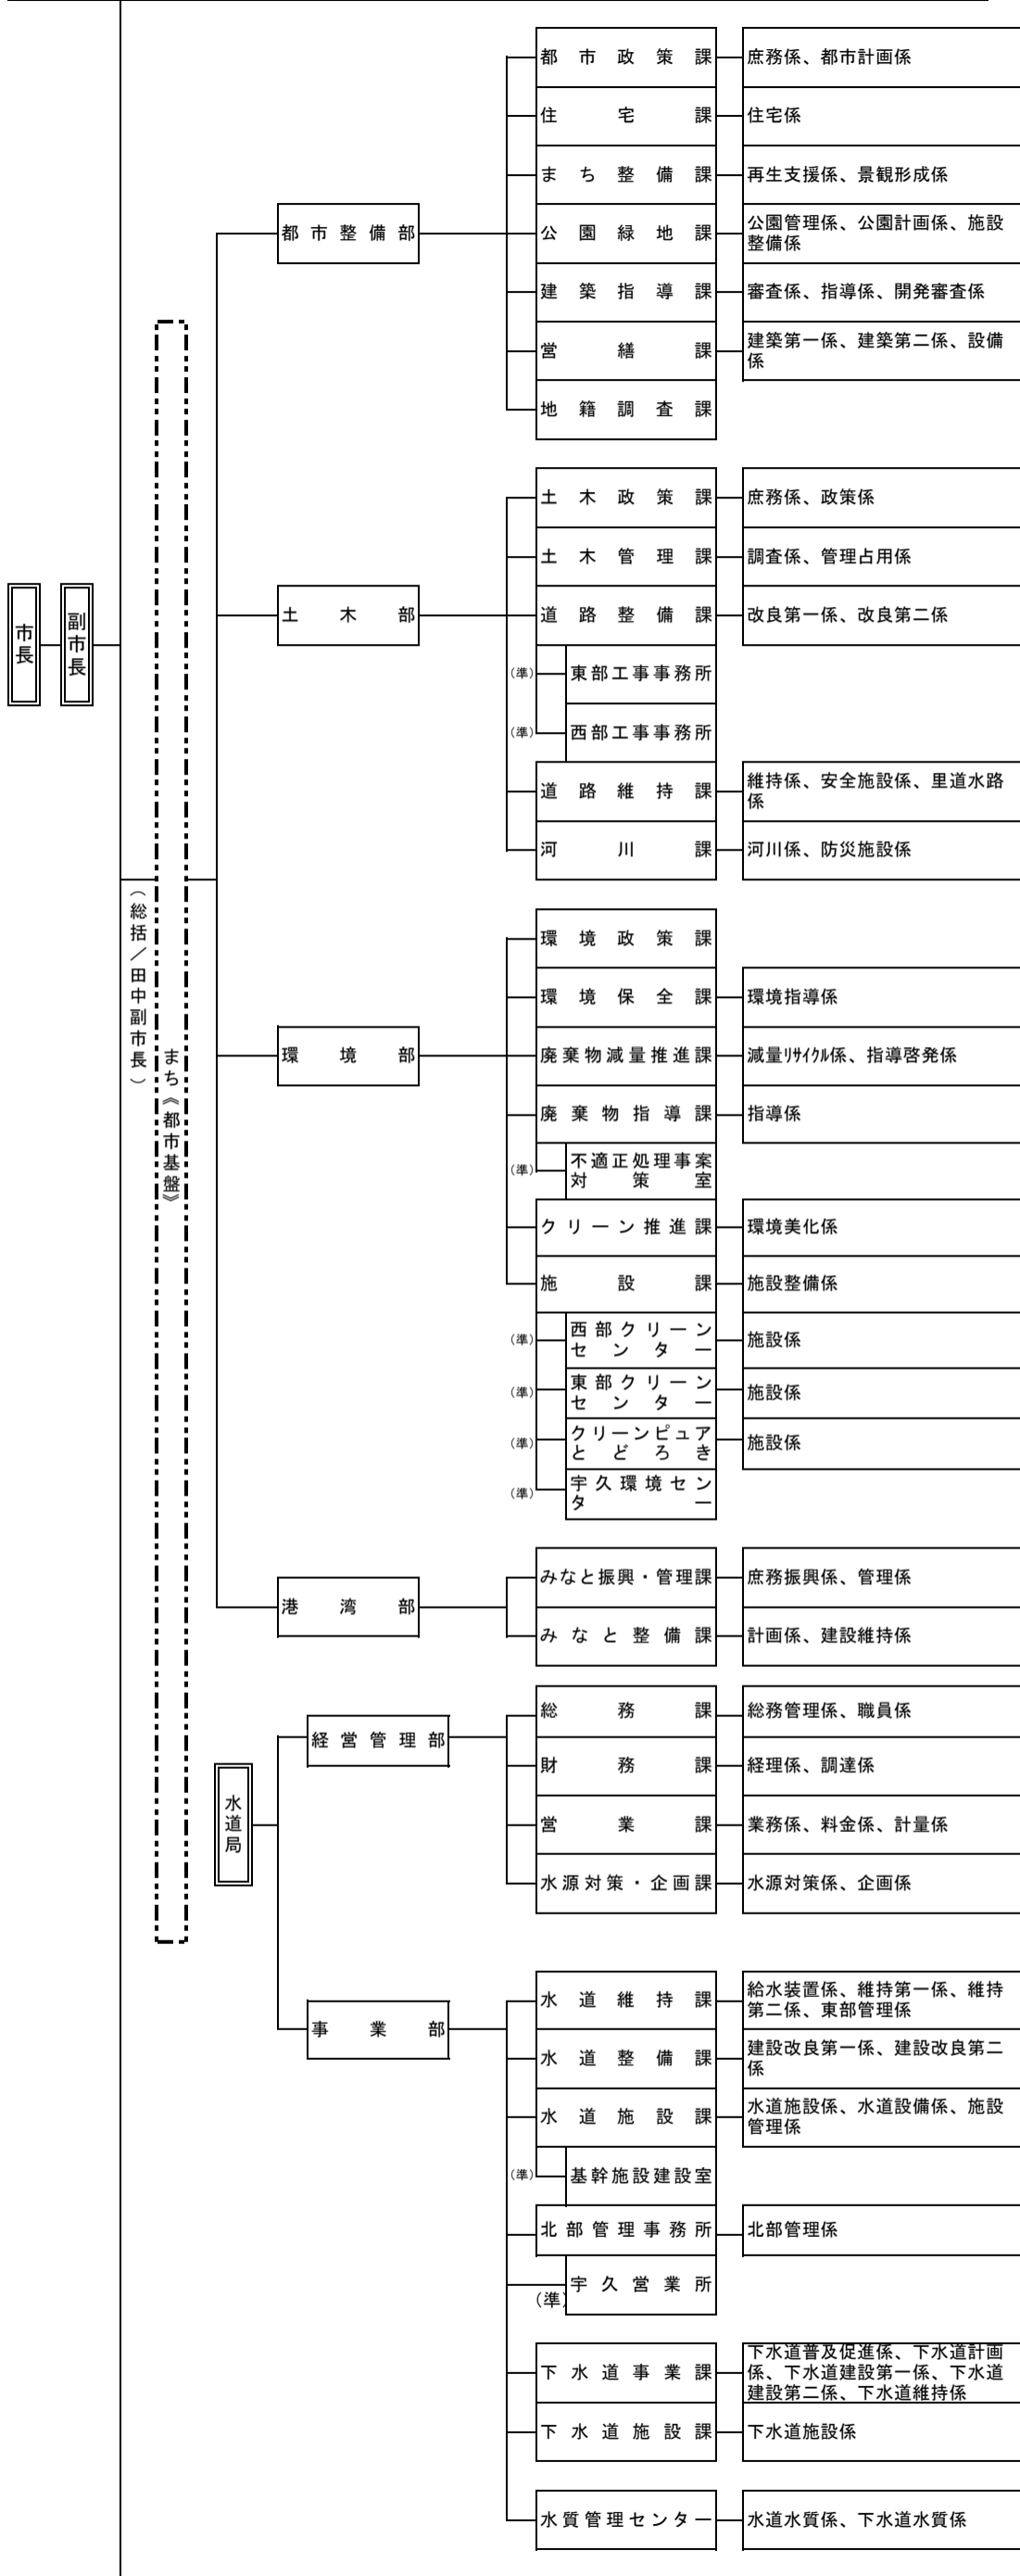 市長
副市長
(総括／田中副市長)
まち《都市基盤》
都市整備部
都市政策課
庶務係、都市計画係
住宅課
住宅係
まち整備課
再生支援係、景観形成係
公園緑地課
公園管理係、公園計画係、施設
整備係
建築指導課
審査係、指導係、開発審査係
営繕課
建築第一係、建築第二係、設備
係
地籍調査課
土木部
土木政策課
庶務係、政策係
土木管理課
調査係、管理占用係
道路整備課
改良第一係、改良第二係
(準)
東部工事事務所
(準)
西部工事事務所
道路維持課
維持係、安全施設係、里道水路
係
河川課
河川係、防災施設係
環境部
環境政策課
環境保全課
環境指導係
廃棄物減量推進課
減量ﾘｻｲｸﾙ係、指導啓発係
廃棄物指導課
指導係
(準)
不適正処理事案
対策室
クリーン推進課
環境美化係
施設課
施設整備係
(準)
西部クリーン
センター
施設係
(準)
東部クリーン
センター
施設係
(準)
クリーンピュア
とどろき
施設係
(準)
宇久環境セン
ター
港湾部
みなと振興・管理課
庶務振興係、管理係
みなと整備課
計画係、建設維持係
水道局
経営管理部
総務課
総務管理係、職員係
財務課
経理係、調達係
営業課
業務係、料金係、計量係
水源対策・企画課
水源対策係、企画係
事業部
水道維持課
給水装置係、維持第一係、維持
第二係、東部管理係
水道整備課
建設改良第一係、建設改良第二
係
水道施設課
水道施設係、水道設備係、施設
管理係
(準)
基幹施設建設室
北部管理事務所
北部管理係
(準)
宇久営業所
下水道事業課
下水道普及促進係、下水道計画
係、下水道建設第一係、下水道
建設第二係、下水道維持係
下水道施設課
下水道施設係
水質管理センター
水道水質係、下水道水質係